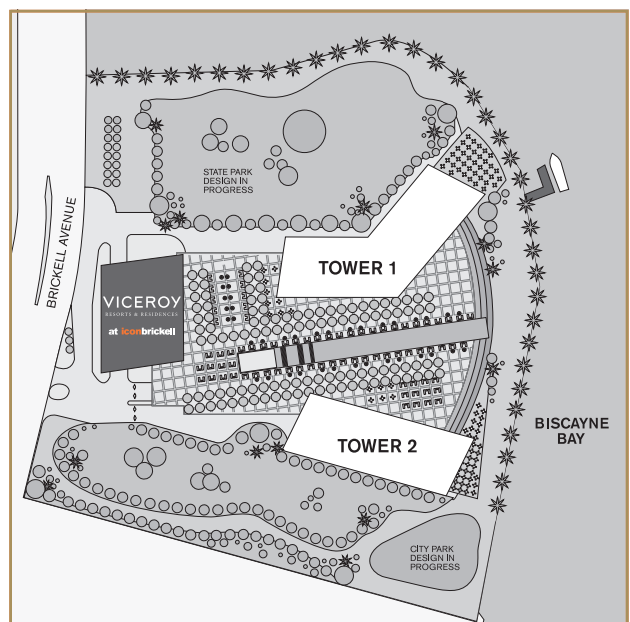 STATE PARK
DESIGN IN
PROGRESS
BRICKELL AVENUE
TOWER 1
VICEROY
RESORTS & RESIDENCES
at iconbrickell
BISCAYNE
BAY
TOWER 2
CITY PARK
DESIGN IN
PROGRESS